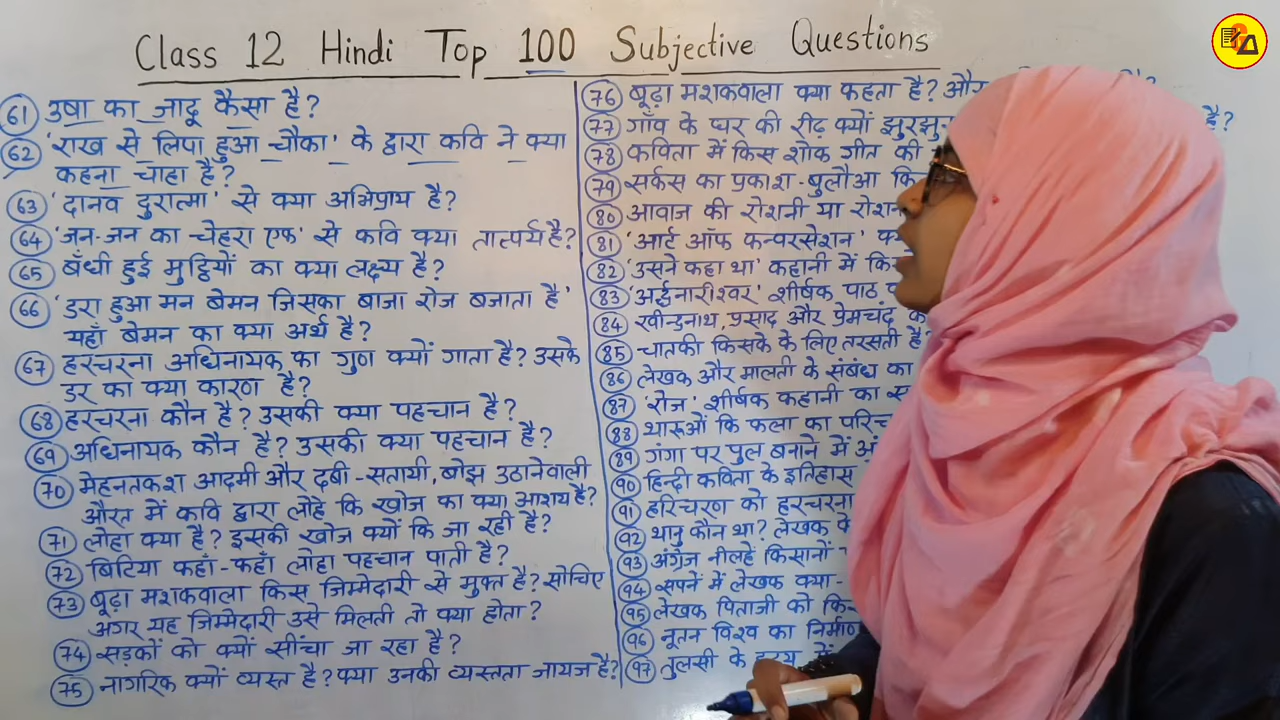 Class 12 Hindi Top 100 Subjective Questions
61 उषा का जादू कैसा है?
62 'राख से लिपा हुआ चौका' के द्वारा कवि ने क्या
कहना चाहा है?
63 'दानव दुरात्मा' से क्या अभिप्राय है?
64 'जन-जन का चेहरा एक' से कवि क्या तात्पर्य है?
65 बँधी हुई मुट्ठियों का क्या लक्ष्य है?
66 'डरा हुआ मन बेमन जिसका बाजा रोज बजाता है'
यहाँ बेमन का क्या अर्थ है?
67 हरचरना अधिनायक का गुण क्यों गाता है? उसके
डर का क्या कारण है?
68 हरचरना कौन है? उसकी क्या पहचान है?
69 अधिनायक कौन है? उसकी क्या पहचान है?
70 मेहनतकश आदमी और दबी-सतायी, बोझ उठानेवाली
औरत में कवि द्वारा लोहे कि खोज का क्या आशय है?
71 लोहा क्या है? इसकी खोज क्यों कि जा रही है?
72 बिटिया कहाँ-कहाँ लोहा पहचान पाती है?
73 बूढ़ा मशकवाला किस जिम्मेदारी से मुक्त है? सोचिए
अगर यह जिम्मेदारी उसे मिलती तो क्या होता?
74 सड़कों को क्यों सींचा जा रहा है?
75 नागरिक क्यों व्यस्त है? क्या उनकी व्यस्तता जायज है?
76 बूढ़ा मशकवाला क्या कहता है? और
77 गाँव के घर की रीढ़ क्यों है?
78 कविता में किस शोक गीत की
79 सर्कस का प्रकाश-बुलौआ
80 आवाज की रोशनी या
81 'आर्ट ऑफ कन्वरसेशन'
82 'उसने कहा था' कहानी में
83 'अर्द्धनारीश्वर' शीर्षक पाठ
84 रवीन्द्रनाथ, प्रसाद और प्रेमचंद
85 चातकी किसके के लिए तरसती है
86 लेखक और मालती के संबंध का
87 'रोज' शीर्षक कहानी का
88 थारूओं कि कला का
89 गंगा पर पुल बनाने में
90 हिन्दी कविता के इतिहास
91 हरिचरण को हरचरना
92 थानु कौन था? लेखक
93 अंग्रेज नीलहे किसानों
94 सपने में लेखक क्या-
95 लेखक पिताजी को
96 नूतन विश्व का निर्माण
97 तुलसी के हृदय में